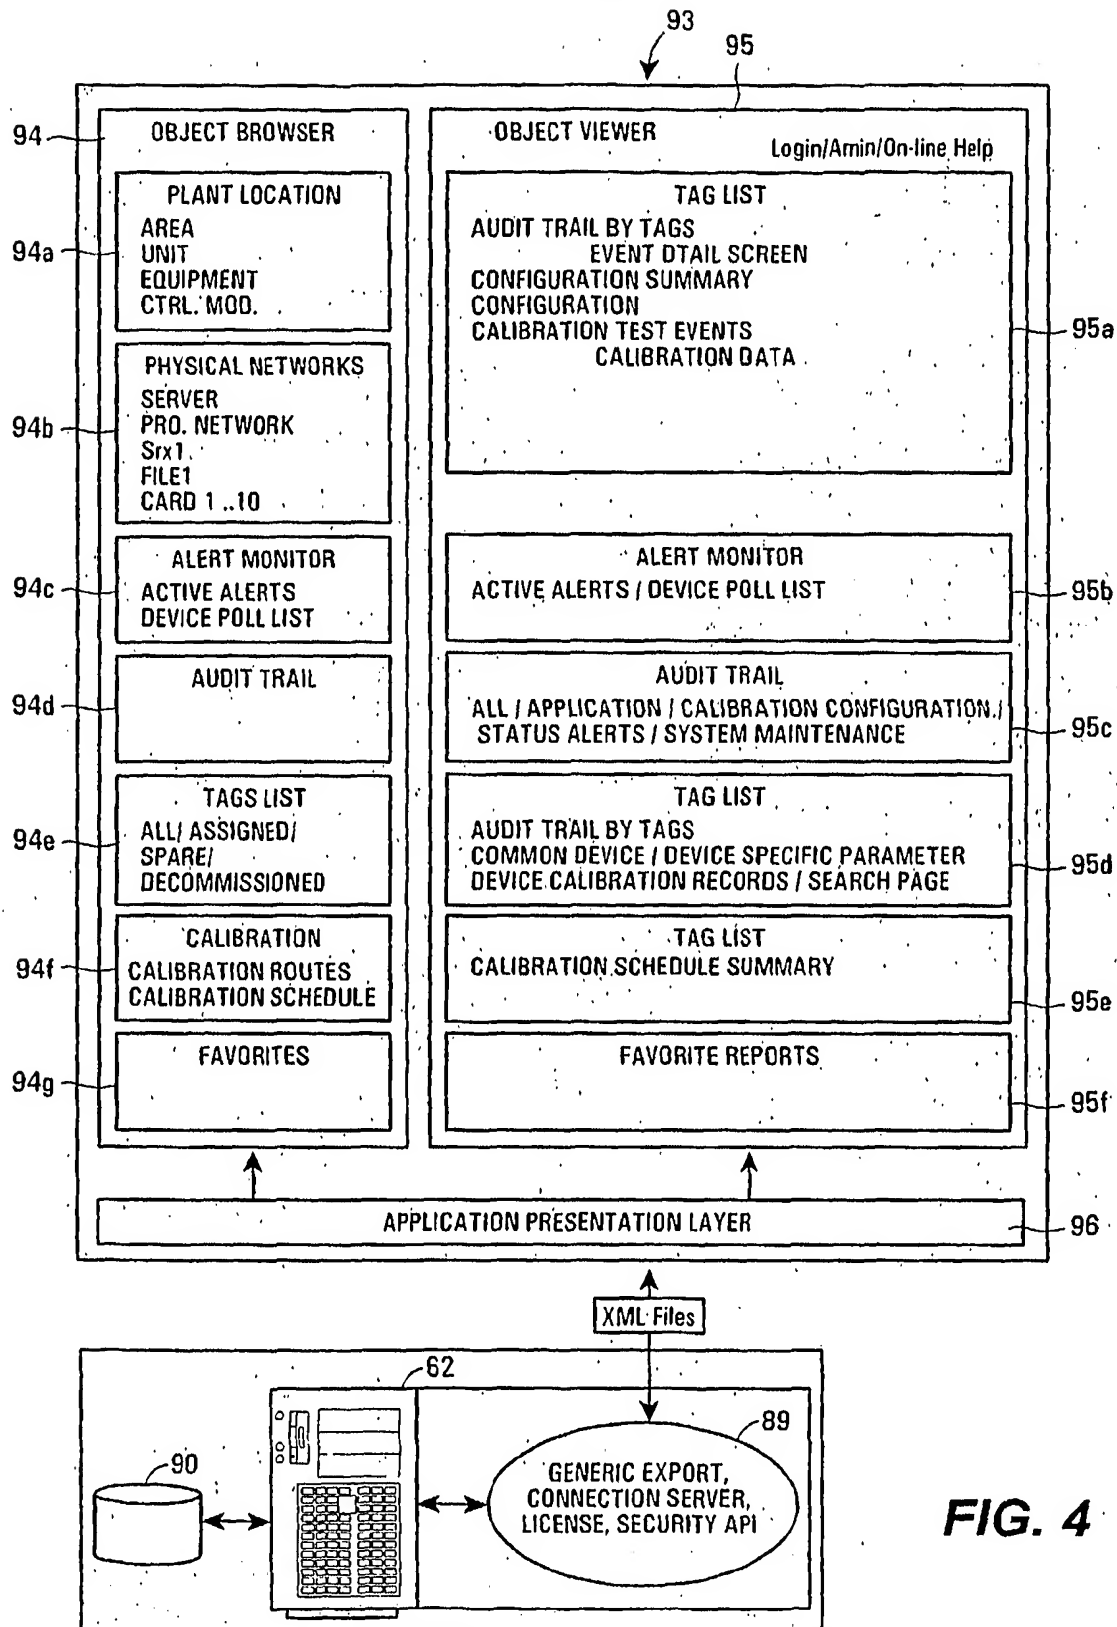 93
95
94
OBJECT BROWSER
94a
PLANT LOCATION
AREA
UNIT
EQUIPMENT
CTRL. MOD.
94b
PHYSICAL NETWORKS
SERVER
PRO. NETWORK
Srx1
FILE1
CARD 1 ..10
94c
ALERT MONITOR
ACTIVE ALERTS
DEVICE POLL LIST
94d
AUDIT TRAIL
94e
TAGS LIST
ALL/ ASSIGNED/
SPARE/
DECOMMISSIONED
94f
CALIBRATION
CALIBRATION ROUTES
CALIBRATION SCHEDULE
94g
FAVORITES
OBJECT VIEWER
Login/Amin/On-line Help
TAG LIST
AUDIT TRAIL BY TAGS
EVENT DTAIL SCREEN
CONFIGURATION SUMMARY
CONFIGURATION
CALIBRATION TEST EVENTS
CALIBRATION DATA
95a
ALERT MONITOR
ACTIVE ALERTS / DEVICE POLL LIST
95b
AUDIT TRAIL
ALL / APPLICATION / CALIBRATION CONFIGURATION /
STATUS ALERTS / SYSTEM MAINTENANCE
95c
TAG LIST
AUDIT TRAIL BY TAGS
COMMON DEVICE / DEVICE SPECIFIC PARAMETER
DEVICE CALIBRATION RECORDS / SEARCH PAGE
95d
TAG LIST
CALIBRATION SCHEDULE SUMMARY
95e
FAVORITE REPORTS
95f
APPLICATION PRESENTATION LAYER
96
XML Files
62
89
90
GENERIC EXPORT,
CONNECTION SERVER,
LICENSE, SECURITY API
FIG. 4